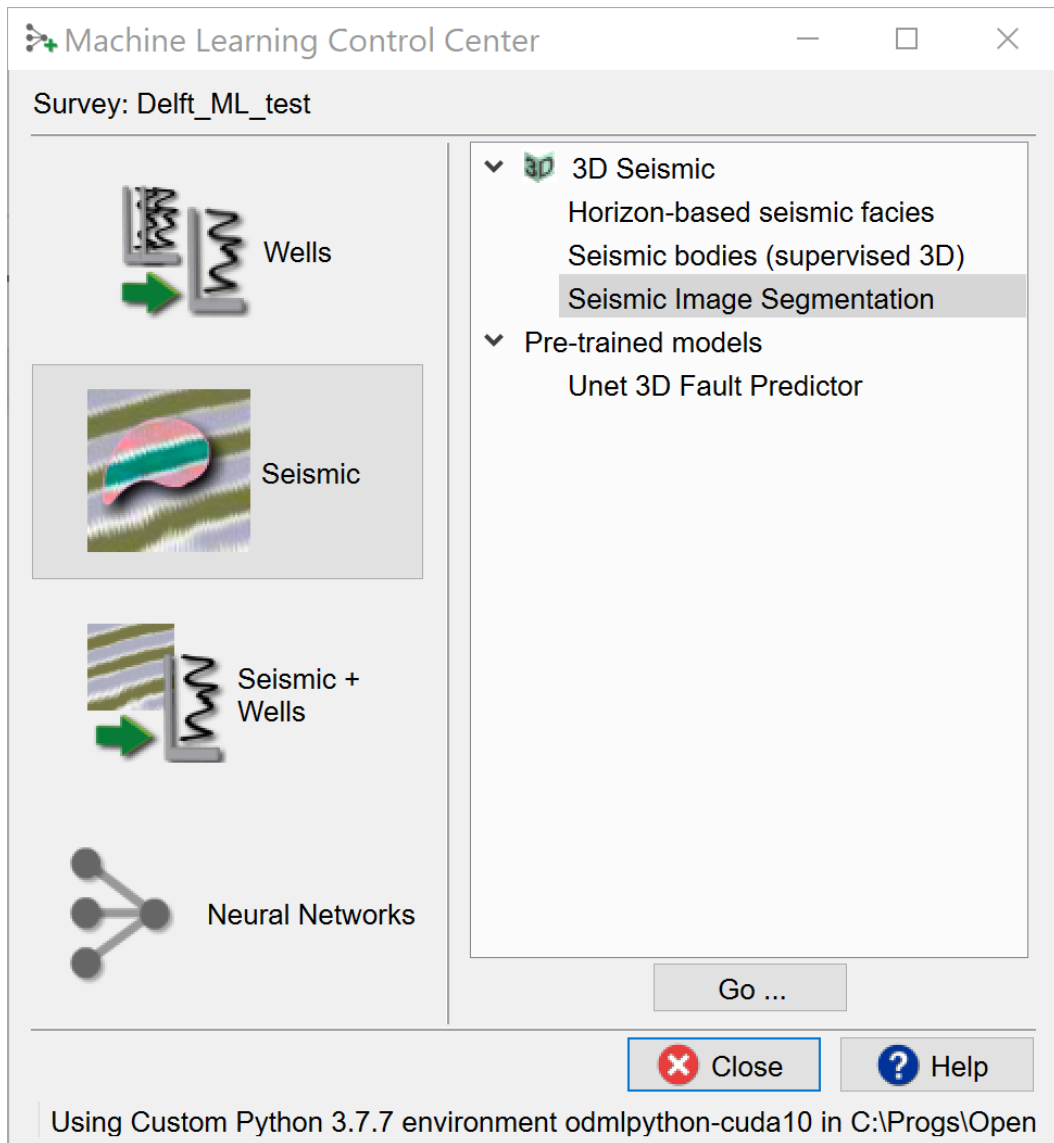 Machine Learning Control Center
Survey: Delft_ML_test
Wells
Seismic
Seismic +
Wells
Neural Networks
3D 3D Seismic
Horizon-based seismic facies
Seismic bodies (supervised 3D)
Seismic Image Segmentation
Pre-trained models
Unet 3D Fault Predictor
Go ...
Close
? Help
Using Custom Python 3.7.7 environment odmlpython-cuda10 in C:\Progs\Open